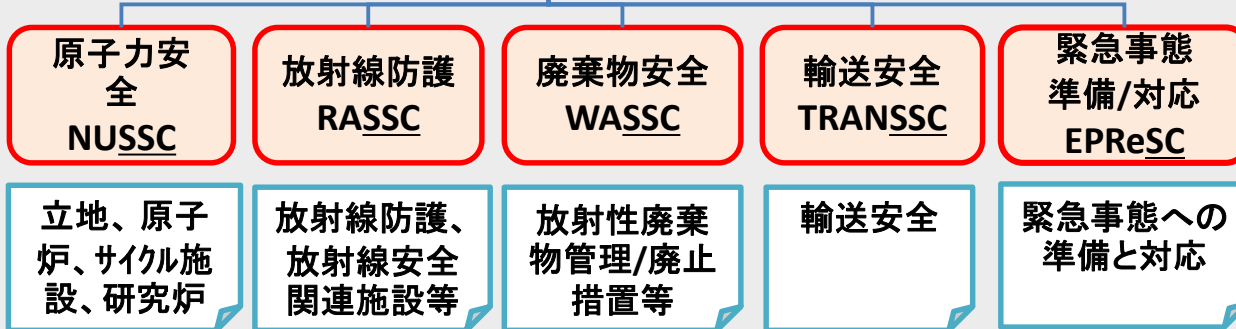 原子力安
全
NUSSC
放射線防護
RASSC
廃棄物安全
WASSC
輸送安全
TRANSSC
緊急事態
準備/対応
EPReSC
立地、原子
炉、サイクル施
設、研究炉
放射線防護、
放射線安全
関連施設等
放射性廃棄
物管理/廃止
措置等
輸送安全
緊急事態への
準備と対応